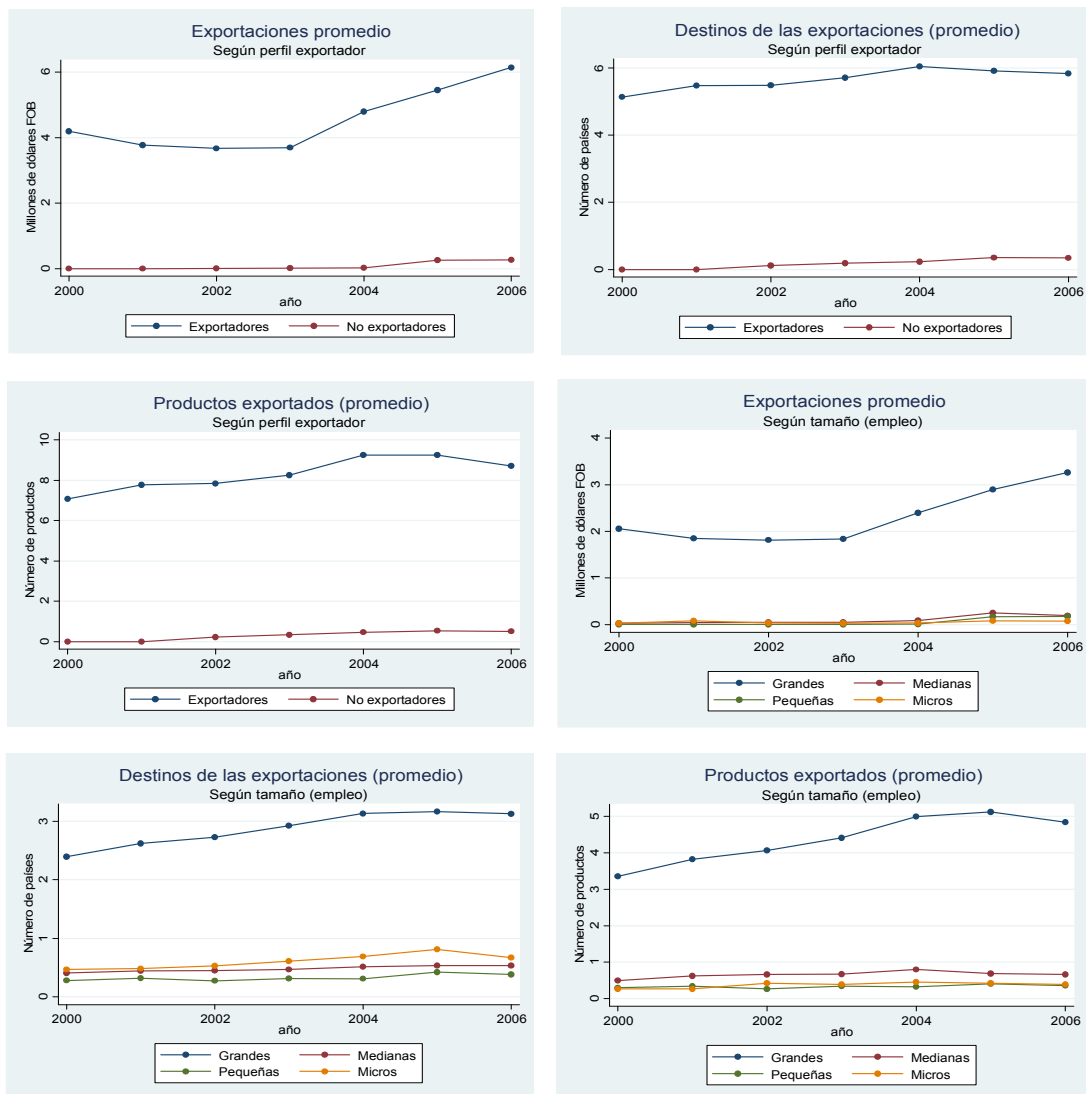 Exportaciones promedio
Según perfil exportador
Millones de dólares FOB
6
4
2
0
2000 2002 2004 2006
año
Exportadores No exportadores
Destinos de las exportaciones (promedio)
Según perfil exportador
Número de países
6
4
2
0
2000 2002 2004 2006
año
Exportadores No exportadores
Productos exportados (promedio)
Según perfil exportador
Número de productos
10
8
6
4
2
0
2000 2002 2004 2006
año
Exportadores No exportadores
Exportaciones promedio
Según tamaño (empleo)
Millones de dólares FOB
4
3
2
1
0
2000 2002 2004 2006
año
Grandes Medianas
Pequeñas Micros
Destinos de las exportaciones (promedio)
Según tamaño (empleo)
Número de países
3
2
1
0
2000 2002 2004 2006
año
Grandes Medianas
Pequeñas Micros
Productos exportados (promedio)
Según tamaño (empleo)
Número de productos
5
4
3
2
1
0
2000 2002 2004 2006
año
Grandes Medianas
Pequeñas Micros